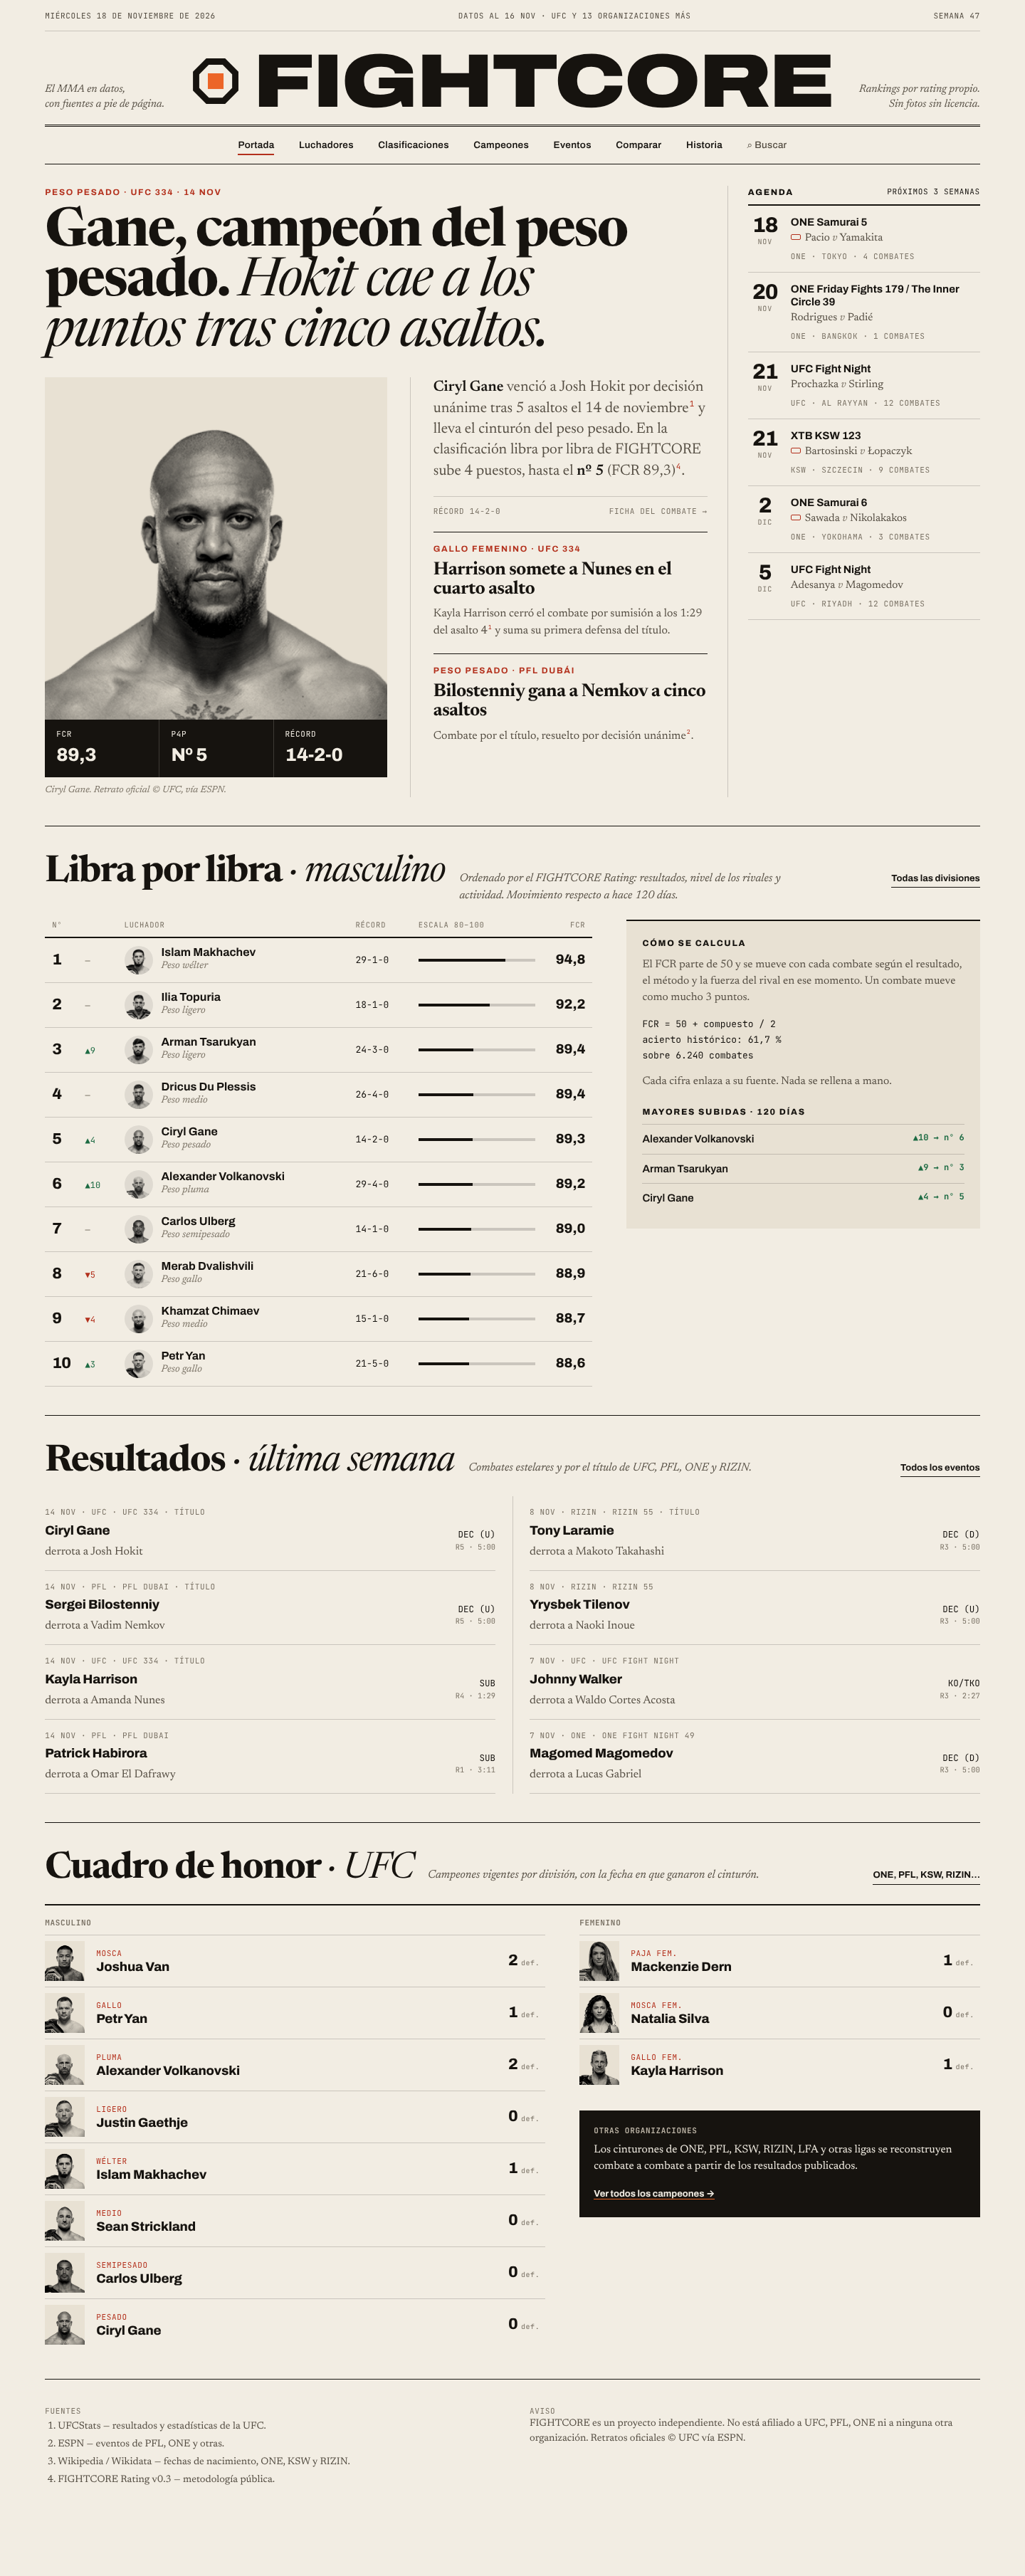 MIÉRCOLES 18 DE NOVIEMBRE DE 2026
DATOS AL 16 NOV · UFC Y 13 ORGANIZACIONES MÁS
SEMANA 47
El MMA en datos,
con fuentes a pie de página.
FIGHTCORE
Rankings por rating propio.
Sin fotos sin licencia.
Portada
Luchadores
Clasificaciones
Campeones
Eventos
Comparar
Historia
⌕ Buscar
PESO PESADO · UFC 334 · 14 NOV
Gane, campeón del peso
pesado. Hokit cae a los
puntos tras cinco asaltos.
FCR
89,3
P4P
Nº 5
RÉCORD
14-2-0
Ciryl Gane. Retrato oficial © UFC, vía ESPN.
Ciryl Gane venció a Josh Hokit por decisión
unánime tras 5 asaltos el 14 de noviembre1 y
lleva el cinturón del peso pesado. En la
clasificación libra por libra de FIGHTCORE
sube 4 puestos, hasta el nº 5 (FCR 89,3)4.
RÉCORD 14-2-0
FICHA DEL COMBATE →
GALLO FEMENINO · UFC 334
Harrison somete a Nunes en el
cuarto asalto
Kayla Harrison cerró el combate por sumisión a los 1:29
del asalto 41 y suma su primera defensa del título.
PESO PESADO · PFL DUBÁI
Bilostenniy gana a Nemkov a cinco
asaltos
Combate por el título, resuelto por decisión unánime2.
AGENDA
PRÓXIMOS 3 SEMANAS
18
NOV
ONE Samurai 5
Pacio v Yamakita
ONE · TOKYO · 4 COMBATES
20
NOV
ONE Friday Fights 179 / The Inner
Circle 39
Rodrigues v Padié
ONE · BANGKOK · 1 COMBATES
21
NOV
UFC Fight Night
Prochazka v Stirling
UFC · AL RAYYAN · 12 COMBATES
21
NOV
XTB KSW 123
Bartosinski v Łopaczyk
KSW · SZCZECIN · 9 COMBATES
2
DIC
ONE Samurai 6
Sawada v Nikolakakos
ONE · YOKOHAMA · 3 COMBATES
5
DIC
UFC Fight Night
Adesanya v Magomedov
UFC · RIYADH · 12 COMBATES
Libra por libra · masculino
Ordenado por el FIGHTCORE Rating: resultados, nivel de los rivales y
actividad. Movimiento respecto a hace 120 días.
Todas las divisiones
Nº
LUCHADOR
RÉCORD
ESCALA 80–100
FCR
1 – Islam Makhachev 29-1-0 94,8
Peso wélter
2 – Ilia Topuria 18-1-0 92,2
Peso ligero
3 ▲9 Arman Tsarukyan 24-3-0 89,4
Peso ligero
4 – Dricus Du Plessis 26-4-0 89,4
Peso medio
5 ▲4 Ciryl Gane 14-2-0 89,3
Peso pesado
6 ▲10 Alexander Volkanovski 29-4-0 89,2
Peso pluma
7 – Carlos Ulberg 14-1-0 89,0
Peso semipesado
8 ▼5 Merab Dvalishvili 21-6-0 88,9
Peso gallo
9 ▼4 Khamzat Chimaev 15-1-0 88,7
Peso medio
10 ▲3 Petr Yan 21-5-0 88,6
Peso gallo
CÓMO SE CALCULA
El FCR parte de 50 y se mueve con cada combate según el resultado,
el método y la fuerza del rival en ese momento. Un combate mueve
como mucho 3 puntos.
FCR = 50 + compuesto / 2
acierto histórico: 61,7 %
sobre 6.240 combates
Cada cifra enlaza a su fuente. Nada se rellena a mano.
MAYORES SUBIDAS · 120 DÍAS
Alexander Volkanovski ▲10 → nº 6
Arman Tsarukyan ▲9 → nº 3
Ciryl Gane ▲4 → nº 5
Resultados · última semana
Combates estelares y por el título de UFC, PFL, ONE y RIZIN.
Todos los eventos
14 NOV · UFC · UFC 334 · TÍTULO
Ciryl Gane
derrota a Josh Hokit
DEC (U)
R5 · 5:00
14 NOV · PFL · PFL DUBAI · TÍTULO
Sergei Bilostenniy
derrota a Vadim Nemkov
DEC (U)
R5 · 5:00
14 NOV · UFC · UFC 334 · TÍTULO
Kayla Harrison
derrota a Amanda Nunes
SUB
R4 · 1:29
14 NOV · PFL · PFL DUBAI
Patrick Habirora
derrota a Omar El Dafrawy
SUB
R1 · 3:11
8 NOV · RIZIN · RIZIN 55 · TÍTULO
Tony Laramie
derrota a Makoto Takahashi
DEC (D)
R3 · 5:00
8 NOV · RIZIN · RIZIN 55
Yrysbek Tilenov
derrota a Naoki Inoue
DEC (U)
R3 · 5:00
7 NOV · UFC · UFC FIGHT NIGHT
Johnny Walker
derrota a Waldo Cortes Acosta
KO/TKO
R3 · 2:27
7 NOV · ONE · ONE FIGHT NIGHT 49
Magomed Magomedov
derrota a Lucas Gabriel
DEC (D)
R3 · 5:00
Cuadro de honor · UFC
Campeones vigentes por división, con la fecha en que ganaron el cinturón.
ONE, PFL, KSW, RIZIN…
MASCULINO
MOSCA
Joshua Van 2 def.
GALLO
Petr Yan 1 def.
PLUMA
Alexander Volkanovski 2 def.
LIGERO
Justin Gaethje 0 def.
WÉLTER
Islam Makhachev 1 def.
MEDIO
Sean Strickland 0 def.
SEMIPESADO
Carlos Ulberg 0 def.
PESADO
Ciryl Gane 0 def.
FEMENINO
PAJA FEM.
Mackenzie Dern 1 def.
MOSCA FEM.
Natalia Silva 0 def.
GALLO FEM.
Kayla Harrison 1 def.
OTRAS ORGANIZACIONES
Los cinturones de ONE, PFL, KSW, RIZIN, LFA y otras ligas se reconstruyen
combate a combate a partir de los resultados publicados.
Ver todos los campeones →
FUENTES
1. UFCStats — resultados y estadísticas de la UFC.
2. ESPN — eventos de PFL, ONE y otras.
3. Wikipedia / Wikidata — fechas de nacimiento, ONE, KSW y RIZIN.
4. FIGHTCORE Rating v0.3 — metodología pública.
AVISO
FIGHTCORE es un proyecto independiente. No está afiliado a UFC, PFL, ONE ni a ninguna otra
organización. Retratos oficiales © UFC vía ESPN.